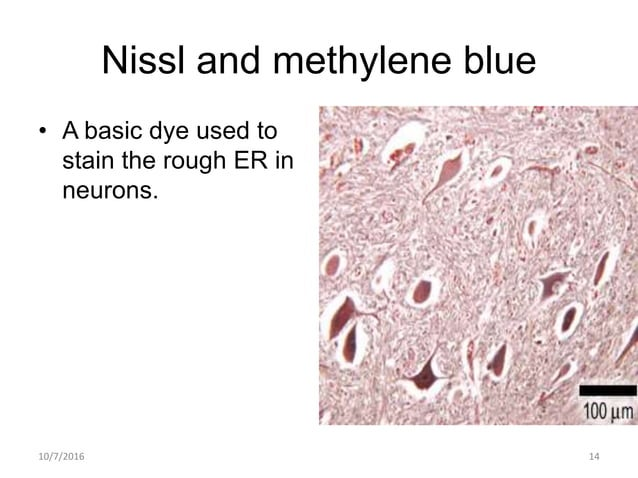 Nissl and methylene blue
• A basic dye used to
stain the rough ER in
neurons.
100 µm
10/7/2016
14